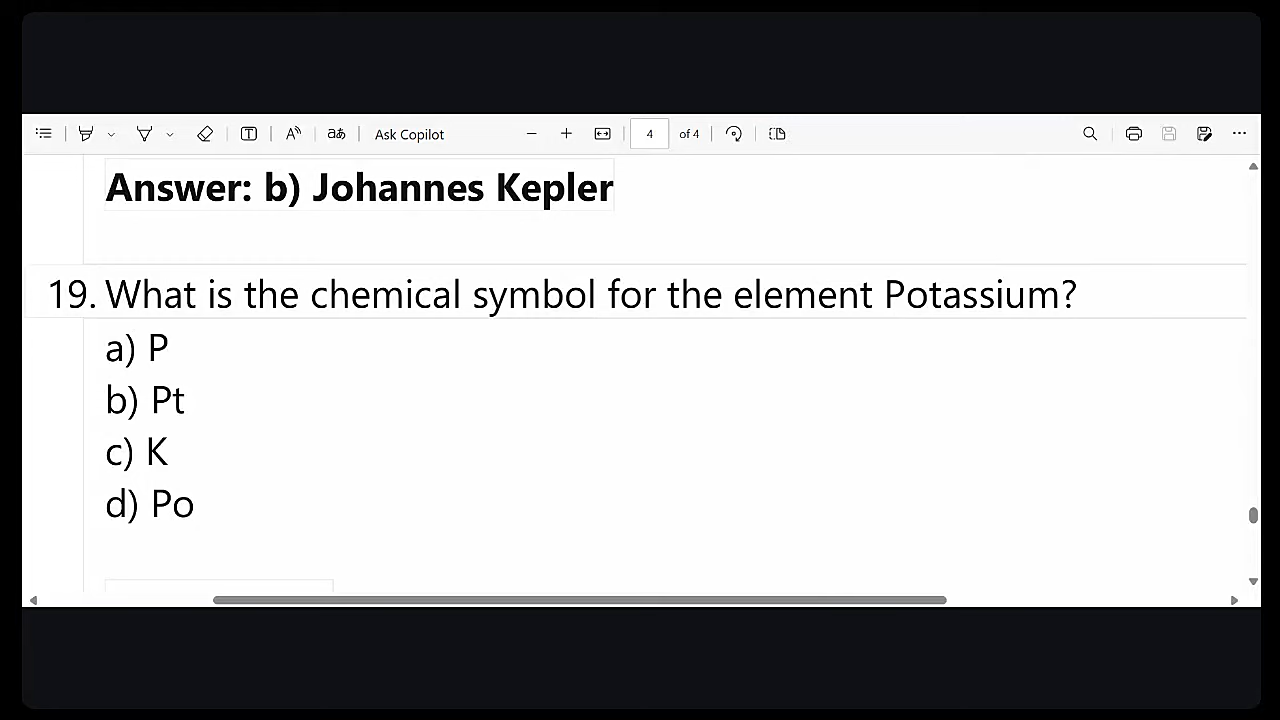 Ask Copilot
4 of 4
Answer: b) Johannes Kepler
19. What is the chemical symbol for the element Potassium?
a) P
b) Pt
c) K
d) Po